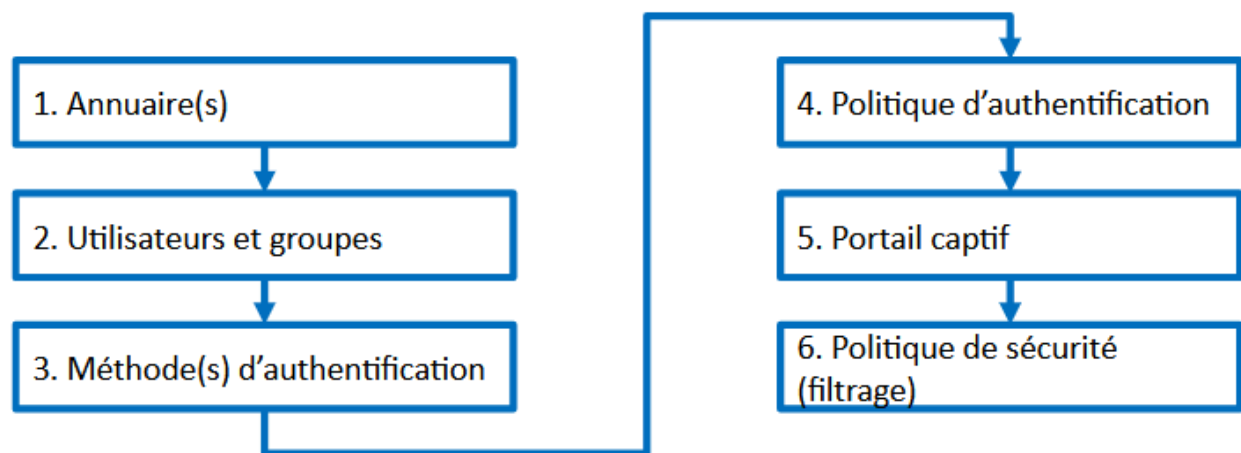 1. Annuaire(s)
2. Utilisateurs et groupes
3. Méthode(s) d’authentification
4. Politique d’authentification
5. Portail captif
6. Politique de sécurité
(filtrage)